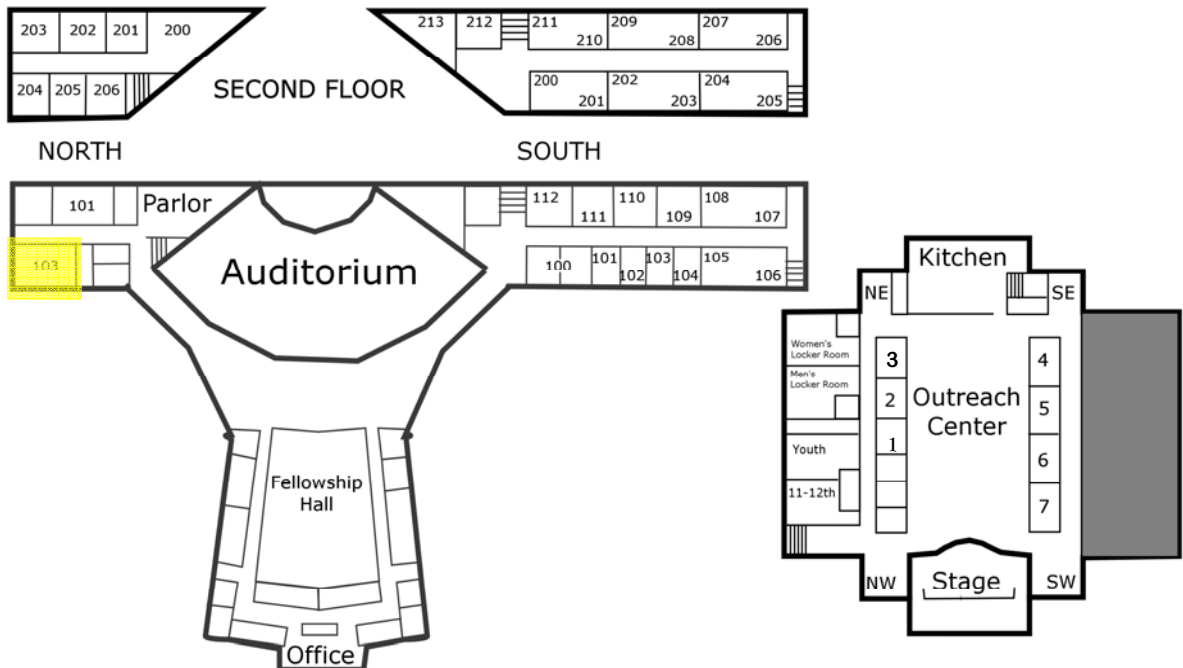 203 202 201 200
204 205 206
SECOND FLOOR
213 212 211 209 207
210 208 206
200 202 204
201 203 205
NORTH
SOUTH
101 Parlor
103
Auditorium
112 110 108
111 109 107
100 101 103 105
102 104 106
Fellowship
Hall
Office
Kitchen
NE SE
Women's
Locker Room
Men's
Locker Room
Youth
11-12th
3
2
1
Outreach
Center
4
5
6
7
NW Stage SW